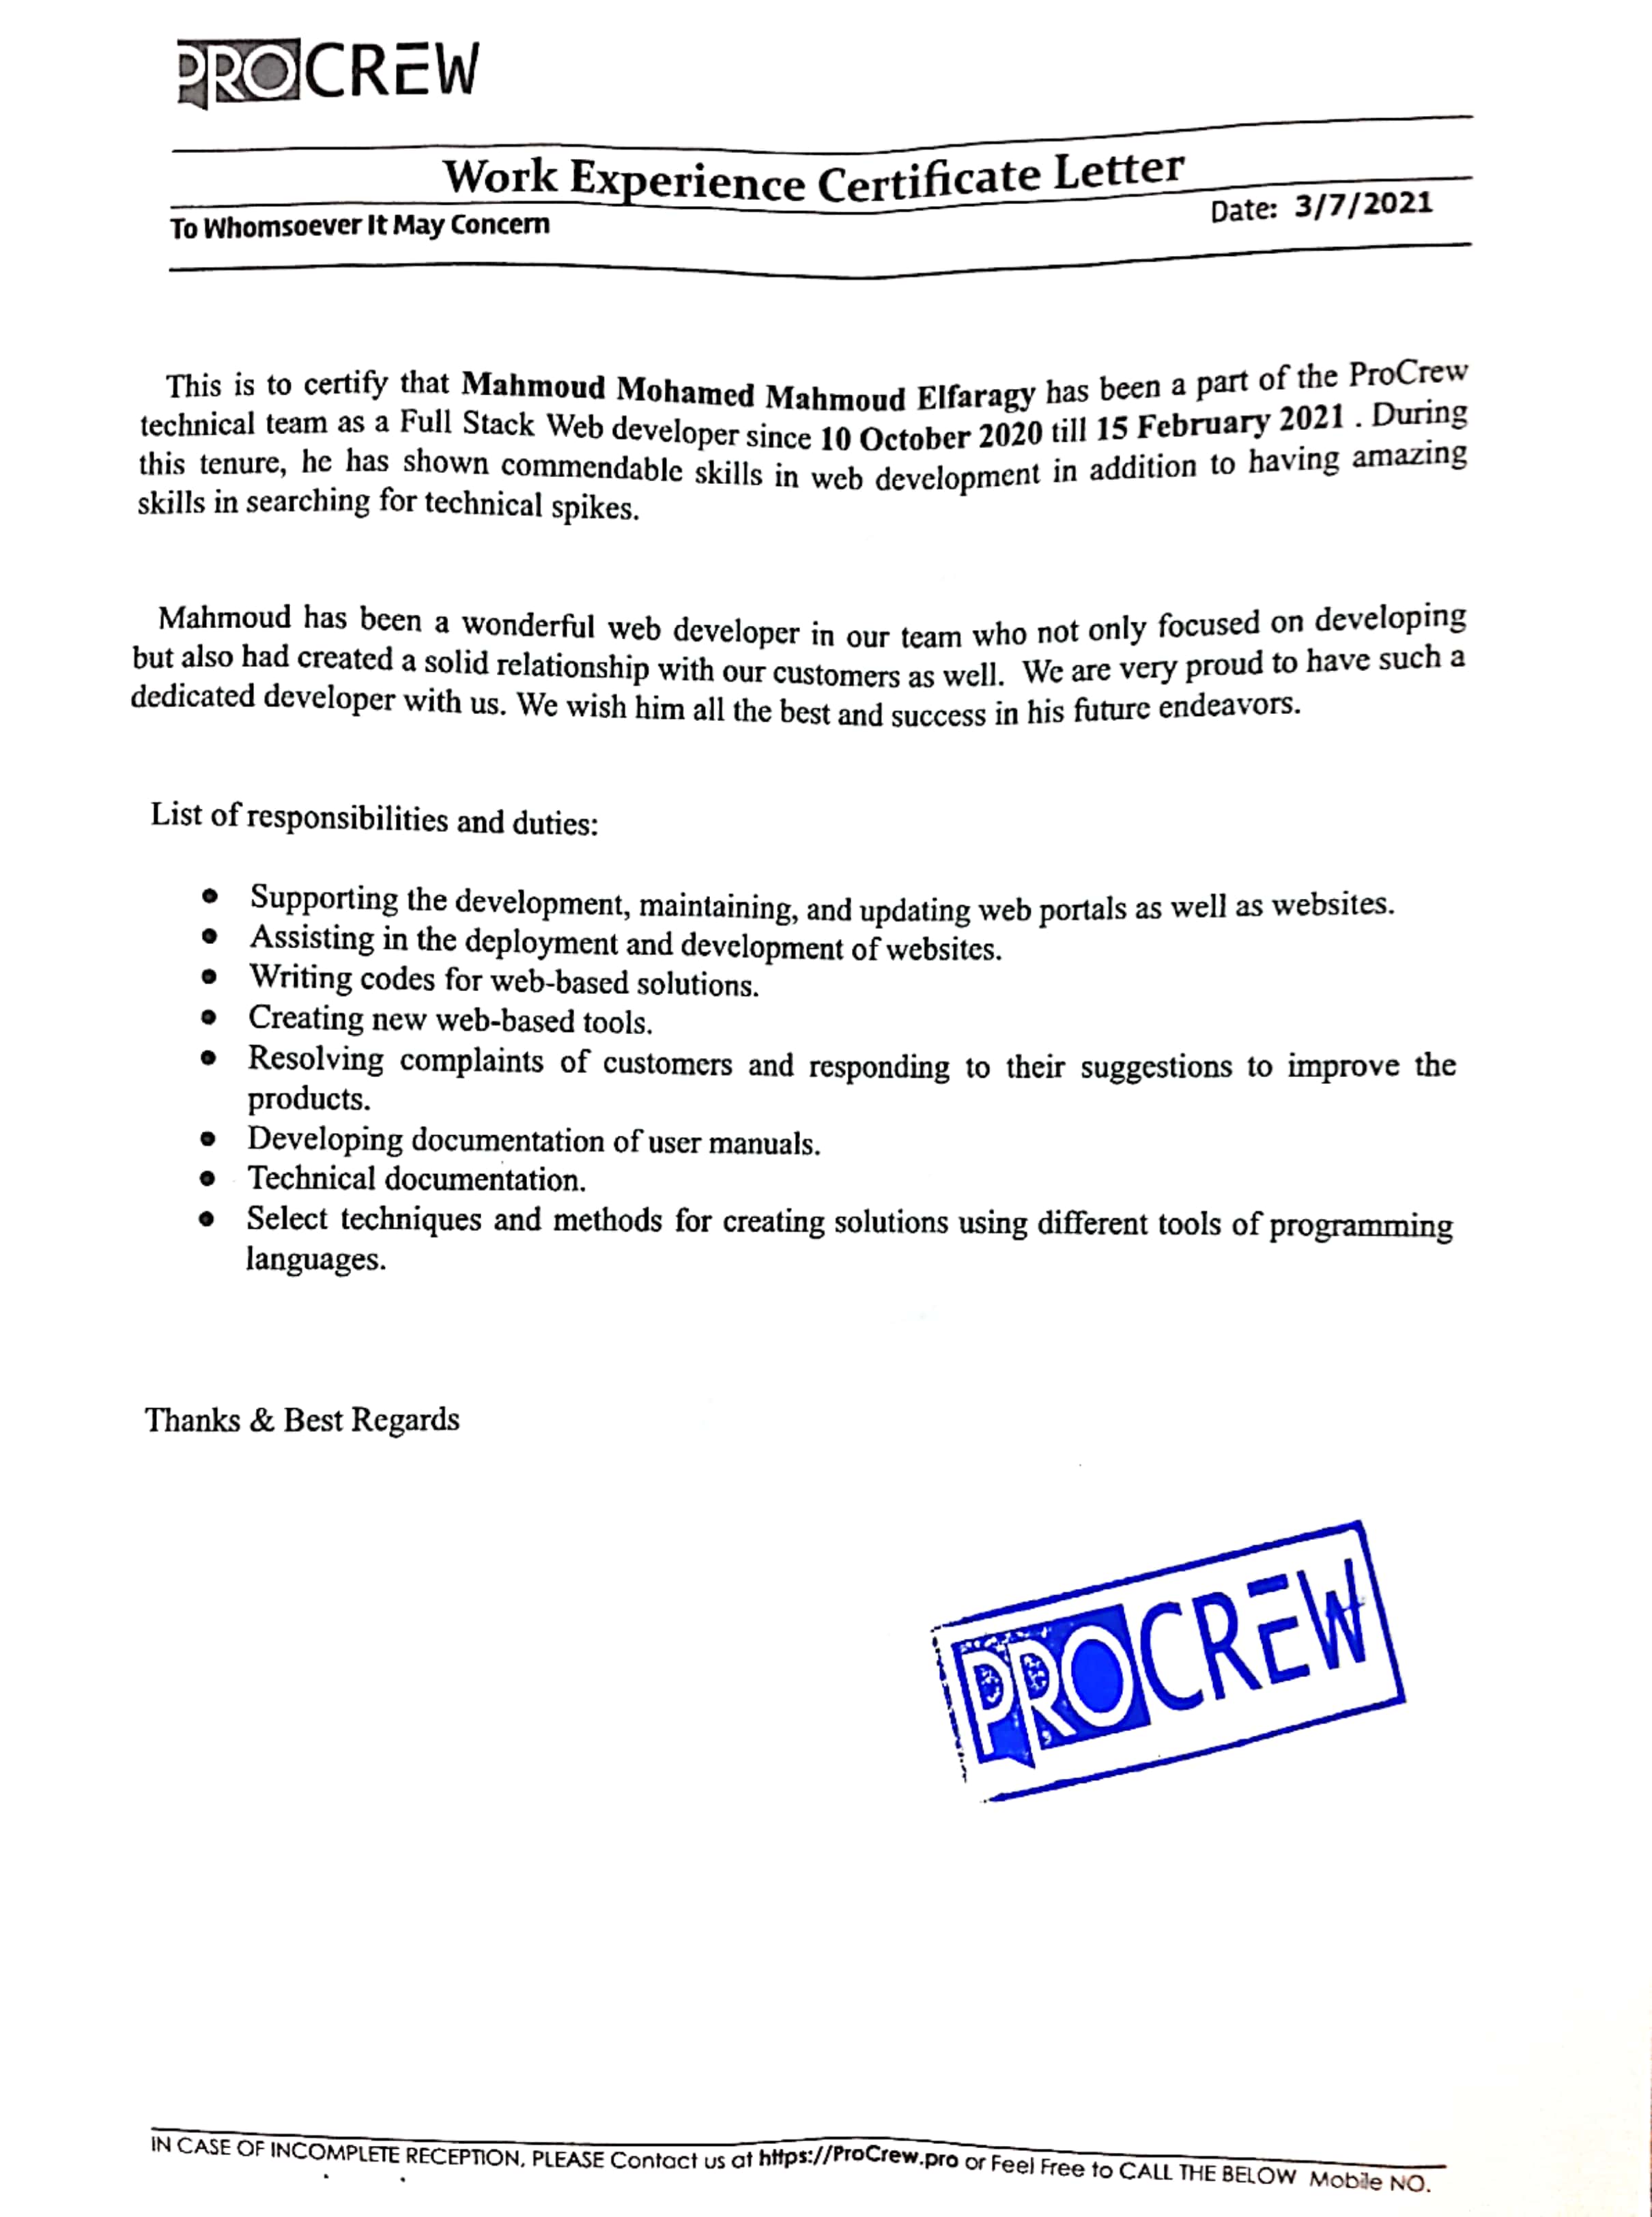 PROCREW
Work Experience Certificate Letter
To Whomsoever It May Concern
Date: 3/7/2021
This is to certify that Mahmoud Mohamed Mahmoud Elfaragy has been a part of the ProCrew
technical team as a Full Stack Web developer since 10 October 2020 till 15 February 2021 . During
this tenure, he has shown commendable skills in web development in addition to having amazing
skills in searching for technical spikes.
Mahmoud has been a wonderful web developer in our team who not only focused on developing
but also had created a solid relationship with our customers as well. We are very proud to have such a
dedicated developer with us. We wish him all the best and success in his future endeavors.
List of responsibilities and duties:
● Supporting the development, maintaining, and updating web portals as well as websites.
● Assisting in the deployment and development of websites.
● Writing codes for web-based solutions.
● Creating new web-based tools.
● Resolving complaints of customers and responding to their suggestions to improve the
products.
● Developing documentation of user manuals.
● Technical documentation.
● Select techniques and methods for creating solutions using different tools of programming
languages.
Thanks & Best Regards
PROCREW
IN CASE OF INCOMPLETE RECEPTION, PLEASE Contact us at https://ProCrew.pro or Feel Free to CALL THE BELOW Mobile NO.